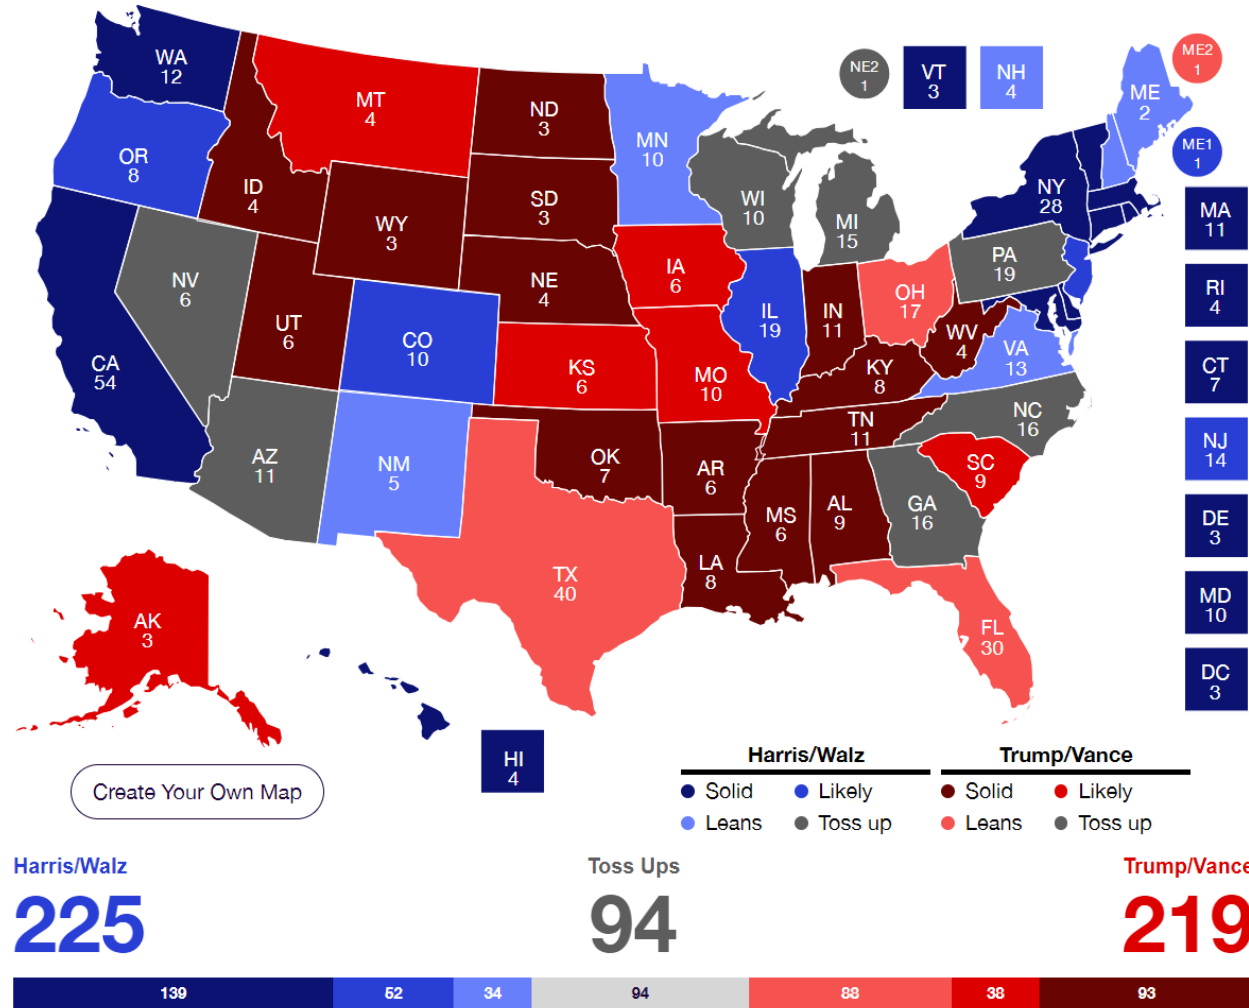 WA
12
MT
4
ND
3
OR
8
ID
4
SD
3
WY
3
MN
10
WI
10
MI
15
NE2
1
VT
3
NH
4
ME2
1
ME
2
ME1
1
NY
28
MA
11
RI
4
CT
7
NJ
14
DE
3
MD
10
DC
3
PA
19
NV
6
UT
6
CO
10
NE
4
IA
6
IL
19
IN
11
OH
17
WV
4
VA
13
KY
8
KS
6
MO
10
CA
54
AZ
11
NM
5
OK
7
AR
6
TN
11
NC
16
SC
9
MS
6
AL
9
GA
16
LA
8
TX
40
FL
30
AK
3
HI
4
Create Your Own Map
Harris/Walz
Solid
Likely
Leans
Toss up
Trump/Vance
Solid
Likely
Leans
Toss up
Harris/Walz
225
Toss Ups
94
Trump/Vance
219
139
52
34
94
88
38
93